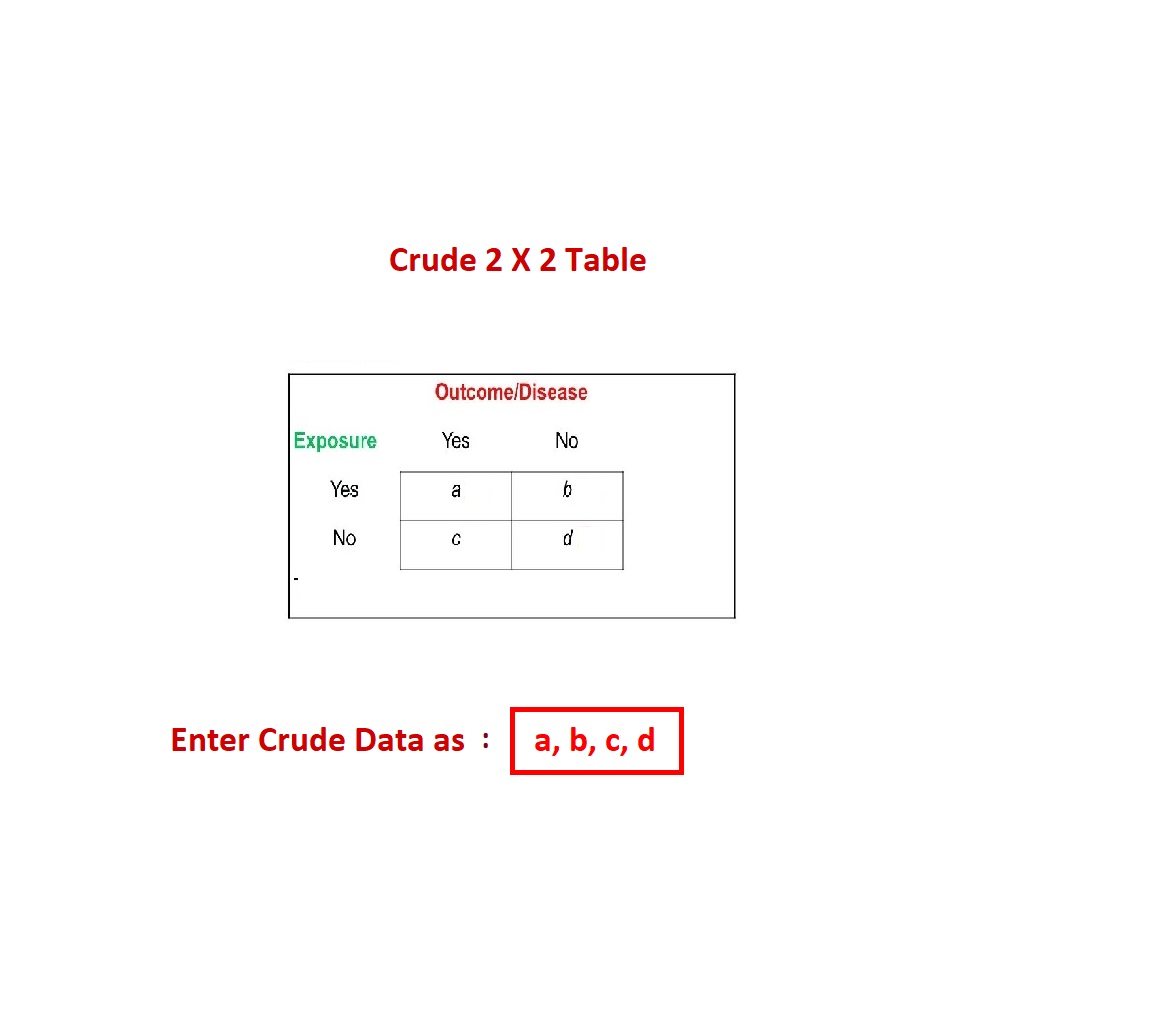 Crude 2 X 2 Table
Outcome/Disease
Exposure Yes No
Yes a b
No c d
-
Enter Crude Data as : a, b, c, d